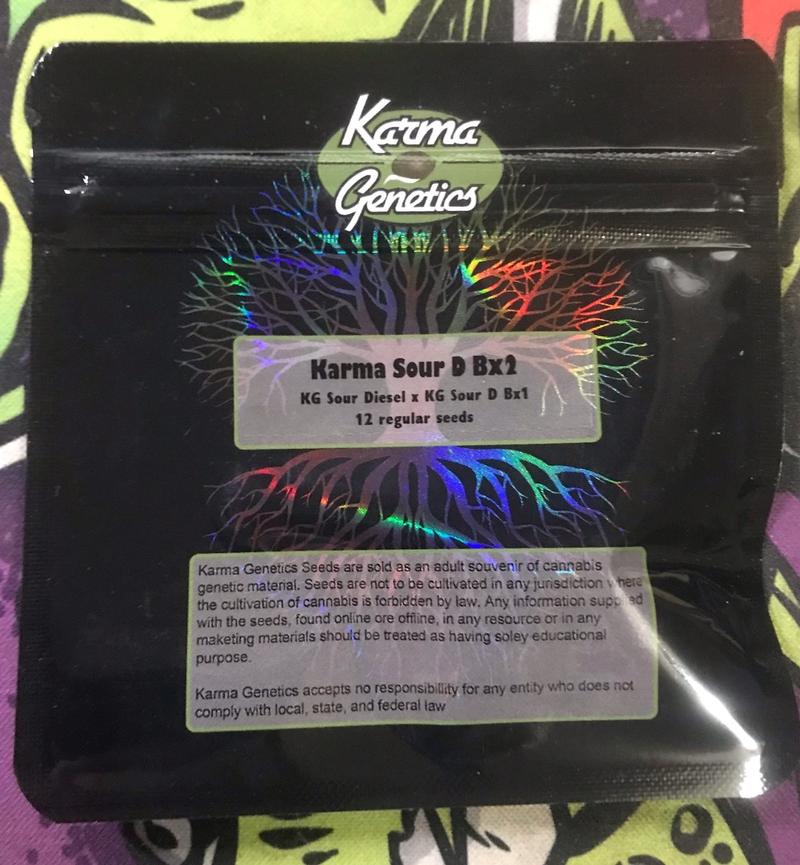 Karma
Genetics
Karma Sour D Bx2
KG Sour Diesel x KG Sour D Bx1
12 regular seeds
Karma Genetics Seeds are sold as an adult souvenir of cannabis
genetic material. Seeds are not to be cultivated in any jurisdiction where
the cultivation of cannabis is forbidden by law. Any information supplied
with the seeds, found online ore offline, in any resource or in any
maketing materials should be treated as having soley educational
purpose.
Karma Genetics accepts no responsibility for any entity who does not
comply with local, state, and federal law